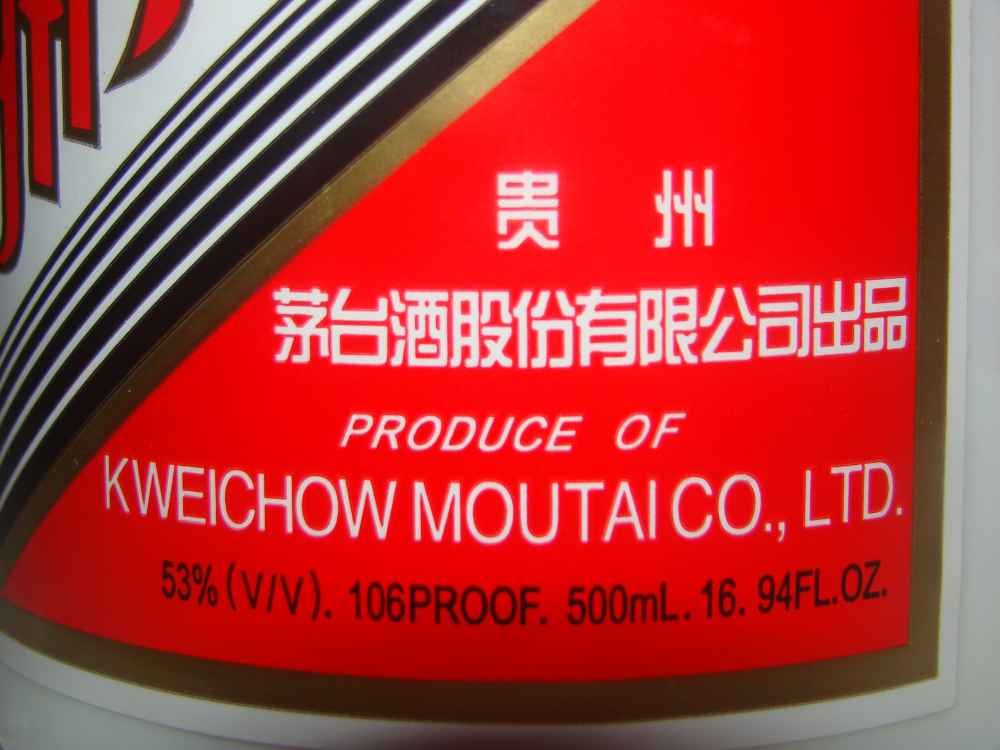 贵州
茅台酒股份有限公司出品
PRODUCE OF
KWEICHOW MOUTAI CO., LTD.
53% (V/V). 106PROOF. 500mL. 16. 94FL.OZ.